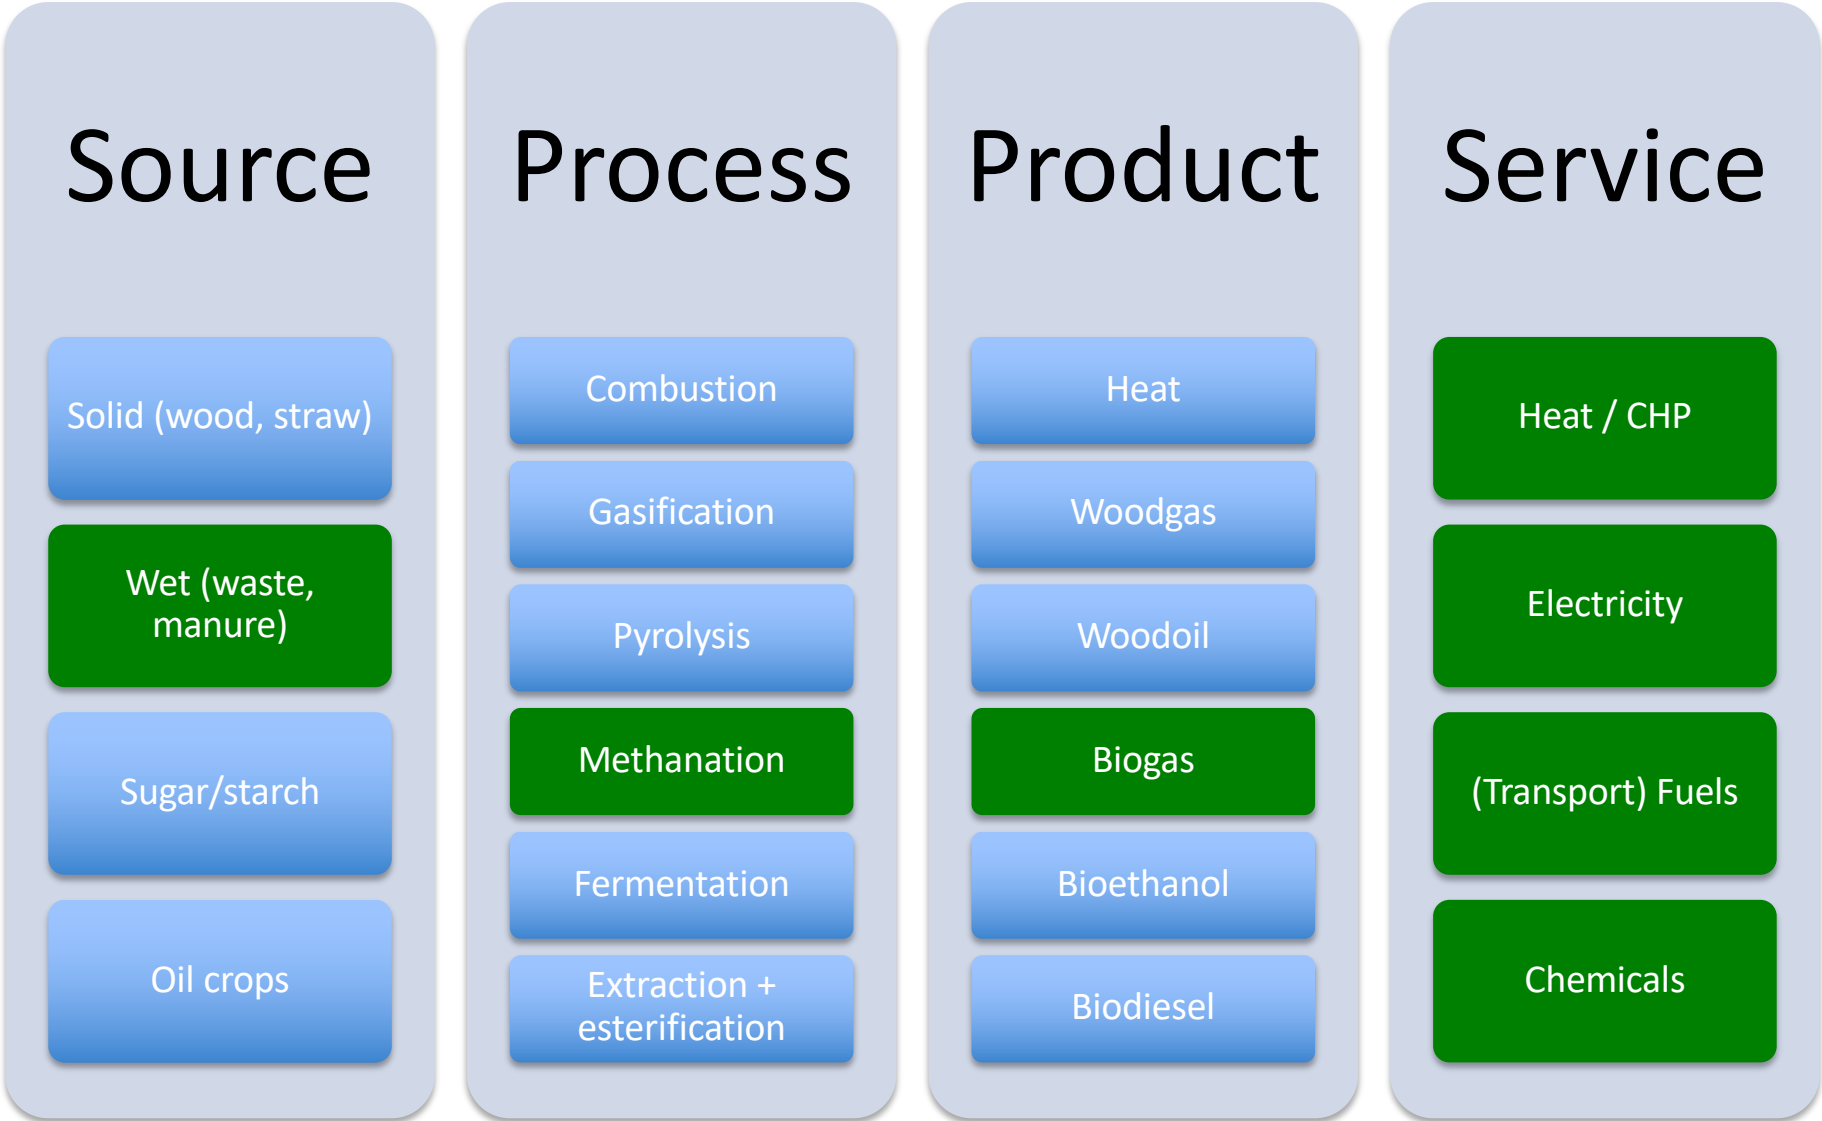 Source
Solid (wood, straw)
Wet (waste,
manure)
Sugar/starch
Oil crops
Process
Combustion
Gasification
Pyrolysis
Methanation
Fermentation
Extraction +
esterification
Product
Heat
Woodgas
Woodoil
Biogas
Bioethanol
Biodiesel
Service
Heat / CHP
Electricity
(Transport) Fuels
Chemicals